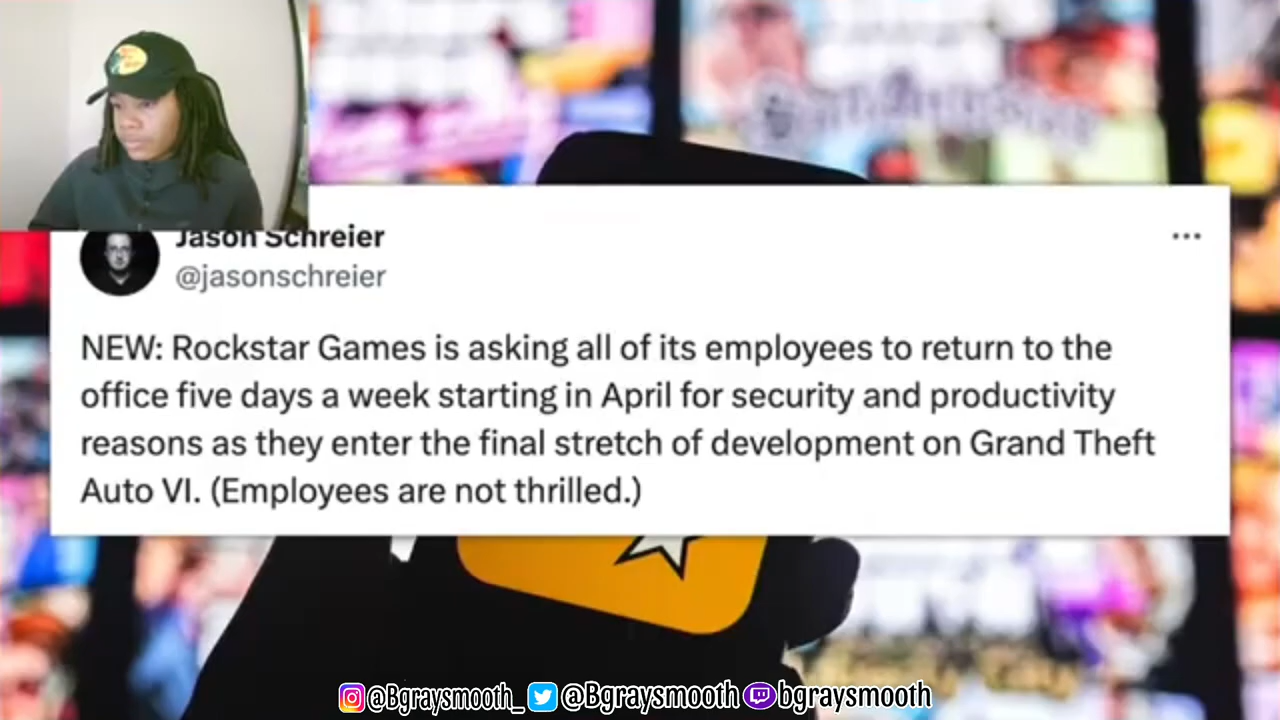 Jason Schreier
@jasonschreier
NEW: Rockstar Games is asking all of its employees to return to the
office five days a week starting in April for security and productivity
reasons as they enter the final stretch of development on Grand Theft
Auto VI. (Employees are not thrilled.)
@Bgraysmooth_ @Bgraysmooth bgraysmooth